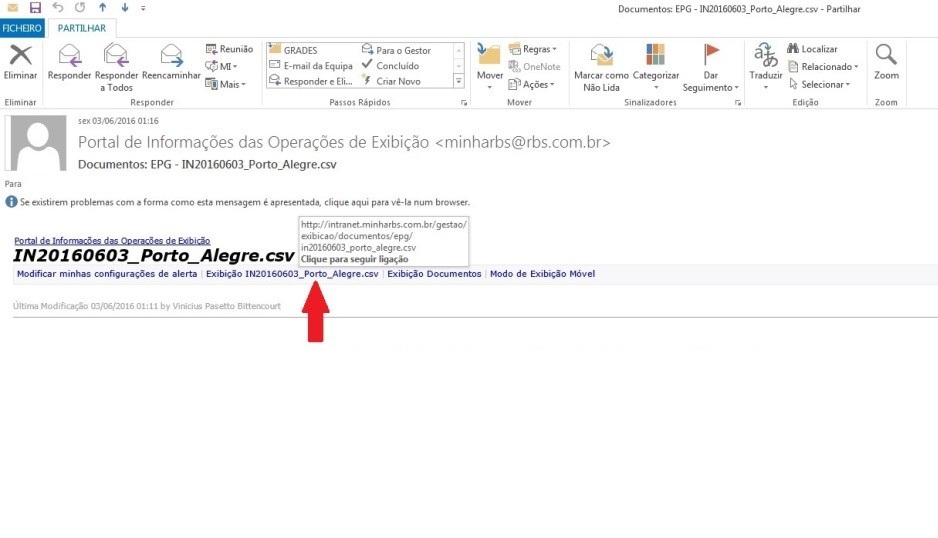 Documentos: EPG - IN20160603_Porto_Alegre.csv - Partilhar
FICHEIRO PARTILHAR
Eliminar
Responder
Responder a Todos
Reencaminhar
Reunião
MI
Mais
GRADES
E-mail da Equipa
Responder e Eli...
Para o Gestor
Concluído
Criar Novo
Mover
Regras
OneNote
Ações
Marcar como Não Lida
Categorizar
Dar Seguimento
Traduzir
Localizar
Relacionado
Selecionar
Zoom
Eliminar Responder Passos Rápidos Mover Sinalizadores Edição Zoom
sex 03/06/2016 01:16
Portal de Informações das Operações de Exibição <minharbs@rbs.com.br>
Documentos: EPG - IN20160603_Porto_Alegre.csv
Para
Se existirem problemas com a forma como esta mensagem é apresentada, clique aqui para vê-la num browser.
http://intranet.minharbs.com.br/gestao/
exibicao/documentos/epg/
in20160603_porto_alegre.csv
Clique para seguir ligação
Portal de Informações das Operações de Exibição
IN20160603_Porto_Alegre.csv
Modificar minhas configurações de alerta | Exibição IN20160603_Porto_Alegre.csv | Exibição Documentos | Modo de Exibição Móvel
Última Modificação 03/06/2016 01:11 by Vinicius Pasetto Bittencourt